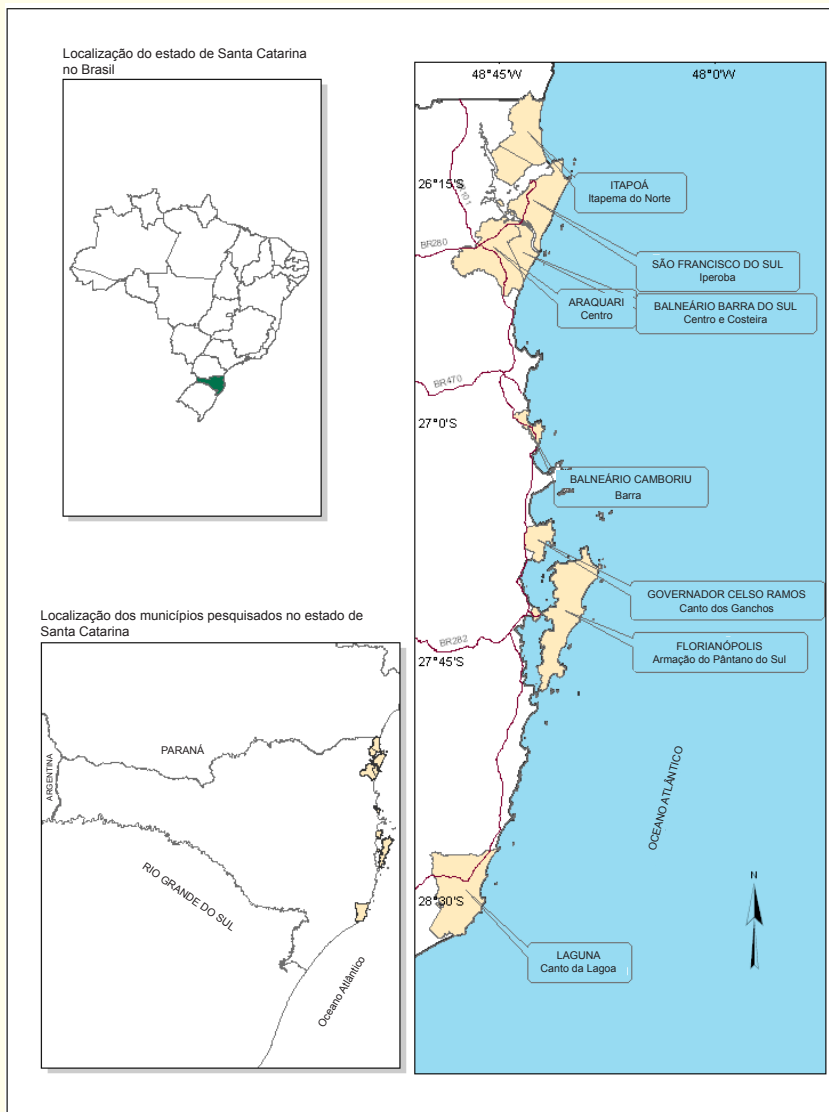 Localização do estado de Santa Catarina
no Brasil
48°45'W
48°0'W
26°15'S
BR280
ITAPOÁ
Itapema do Norte
SÃO FRANCISCO DO SUL
Iperoba
ARAQUARI
Centro
BALNEÁRIO BARRA DO SUL
Centro e Costeira
BR470
27°0'S
BALNEÁRIO CAMBORIU
Barra
GOVERNADOR CELSO RAMOS
Canto dos Ganchos
FLORIANÓPOLIS
Armação do Pântano do Sul
BR282
27°45'S
OCEANO ATLÂNTICO
N
28°30'S
LAGUNA
Canto da Lagoa
Localização dos municípios pesquisados no estado de
Santa Catarina
PARANÁ
ARGENTINA
RIO GRANDE DO SUL
Oceano Atlântico